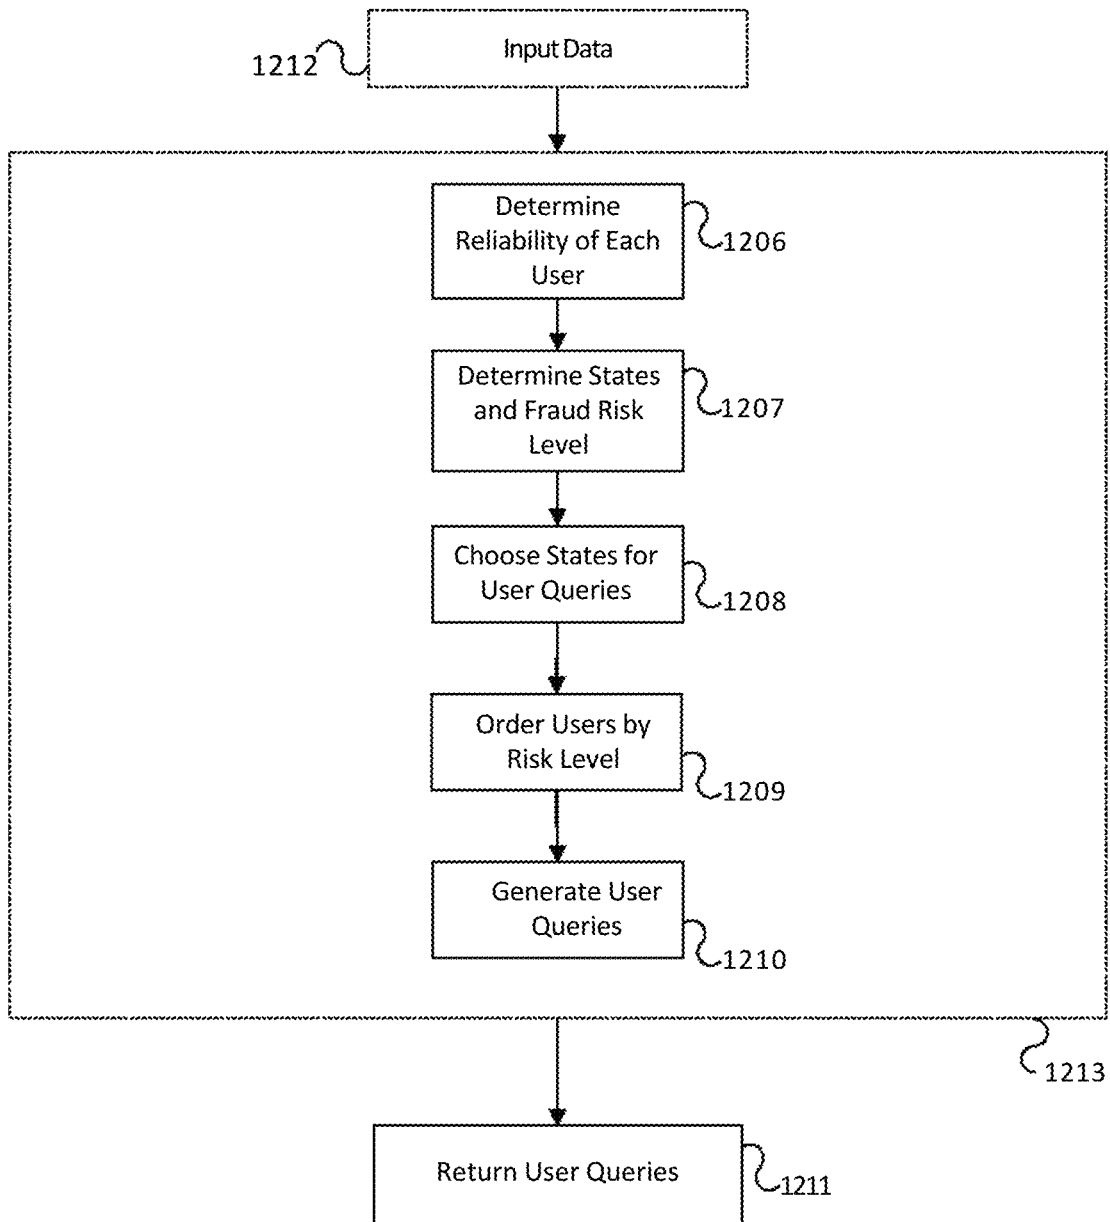 Input Data
1212
Determine
Reliability of Each
User
1206
Determine States
and Fraud Risk
Level
1207
Choose States for
User Queries
1208
Order Users by
Risk Level
1209
Generate User
Queries
1210
1213
Return User Queries
1211